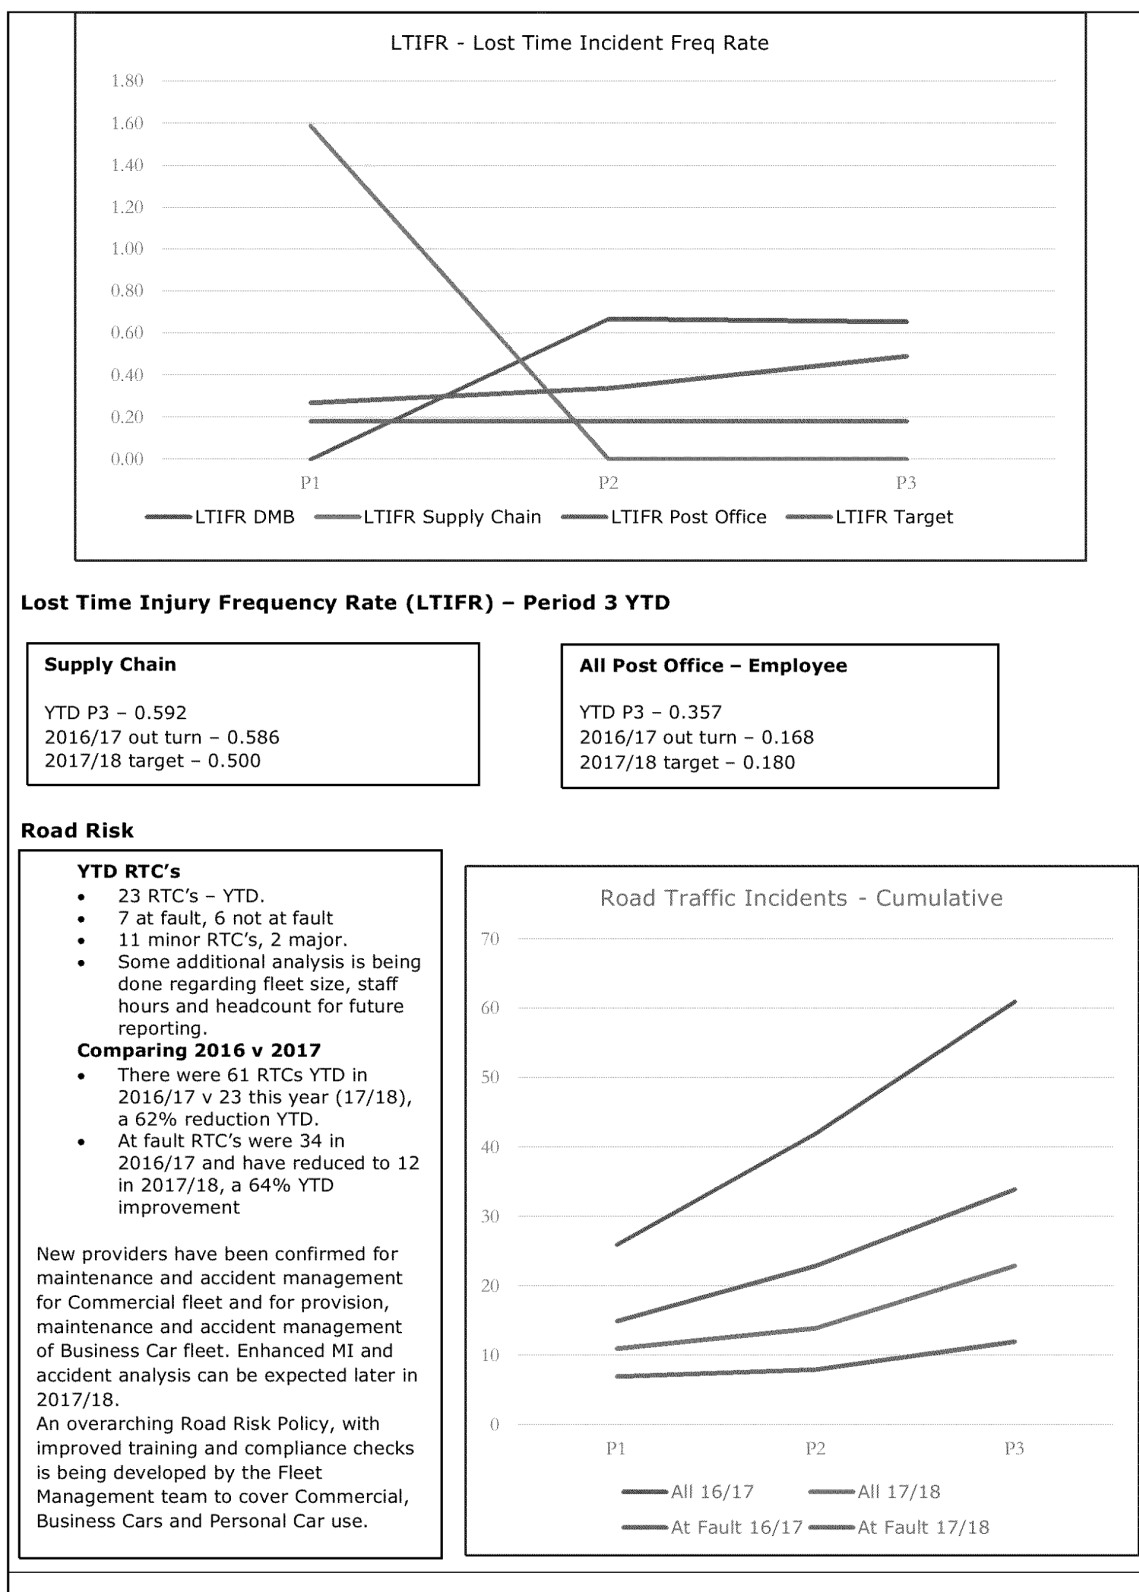 LTIFR - Lost Time Incident Freq Rate
1.80
1.60
1.40
1.20
1.00
0.80
0.60
0.40
0.20
0.00
P1 P2 P3
LTIFR DMB LTIFR Supply Chain LTIFR Post Office LTIFR Target
Lost Time Injury Frequency Rate (LTIFR) – Period 3 YTD
Supply Chain
YTD P3 – 0.592
2016/17 out turn – 0.586
2017/18 target – 0.500
All Post Office – Employee
YTD P3 – 0.357
2016/17 out turn – 0.168
2017/18 target – 0.180
Road Risk
YTD RTC's
• 23 RTC's – YTD.
• 7 at fault, 6 not at fault
• 11 minor RTC's, 2 major.
• Some additional analysis is being
done regarding fleet size, staff
hours and headcount for future
reporting.
Comparing 2016 v 2017
• There were 61 RTCs YTD in
2016/17 v 23 this year (17/18),
a 62% reduction YTD.
• At fault RTC's were 34 in
2016/17 and have reduced to 12
in 2017/18, a 64% YTD
improvement
New providers have been confirmed for
maintenance and accident management
for Commercial fleet and for provision,
maintenance and accident management
of Business Car fleet. Enhanced MI and
accident analysis can be expected later in
2017/18.
An overarching Road Risk Policy, with
improved training and compliance checks
is being developed by the Fleet
Management team to cover Commercial,
Business Cars and Personal Car use.
Road Traffic Incidents - Cumulative
70
60
50
40
30
20
10
0
P1 P2 P3
All 16/17 All 17/18
At Fault 16/17 At Fault 17/18